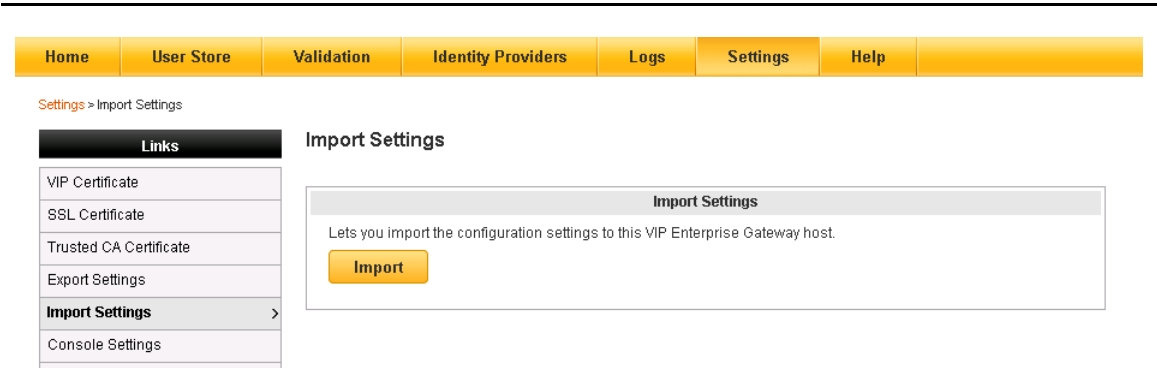 Home User Store Validation Identity Providers Logs Settings Help
Settings > Import Settings
Links
VIP Certificate
SSL Certificate
Trusted CA Certificate
Export Settings
Import Settings >
Console Settings
Import Settings
Import Settings
Lets you import the configuration settings to this VIP Enterprise Gateway host.
Import